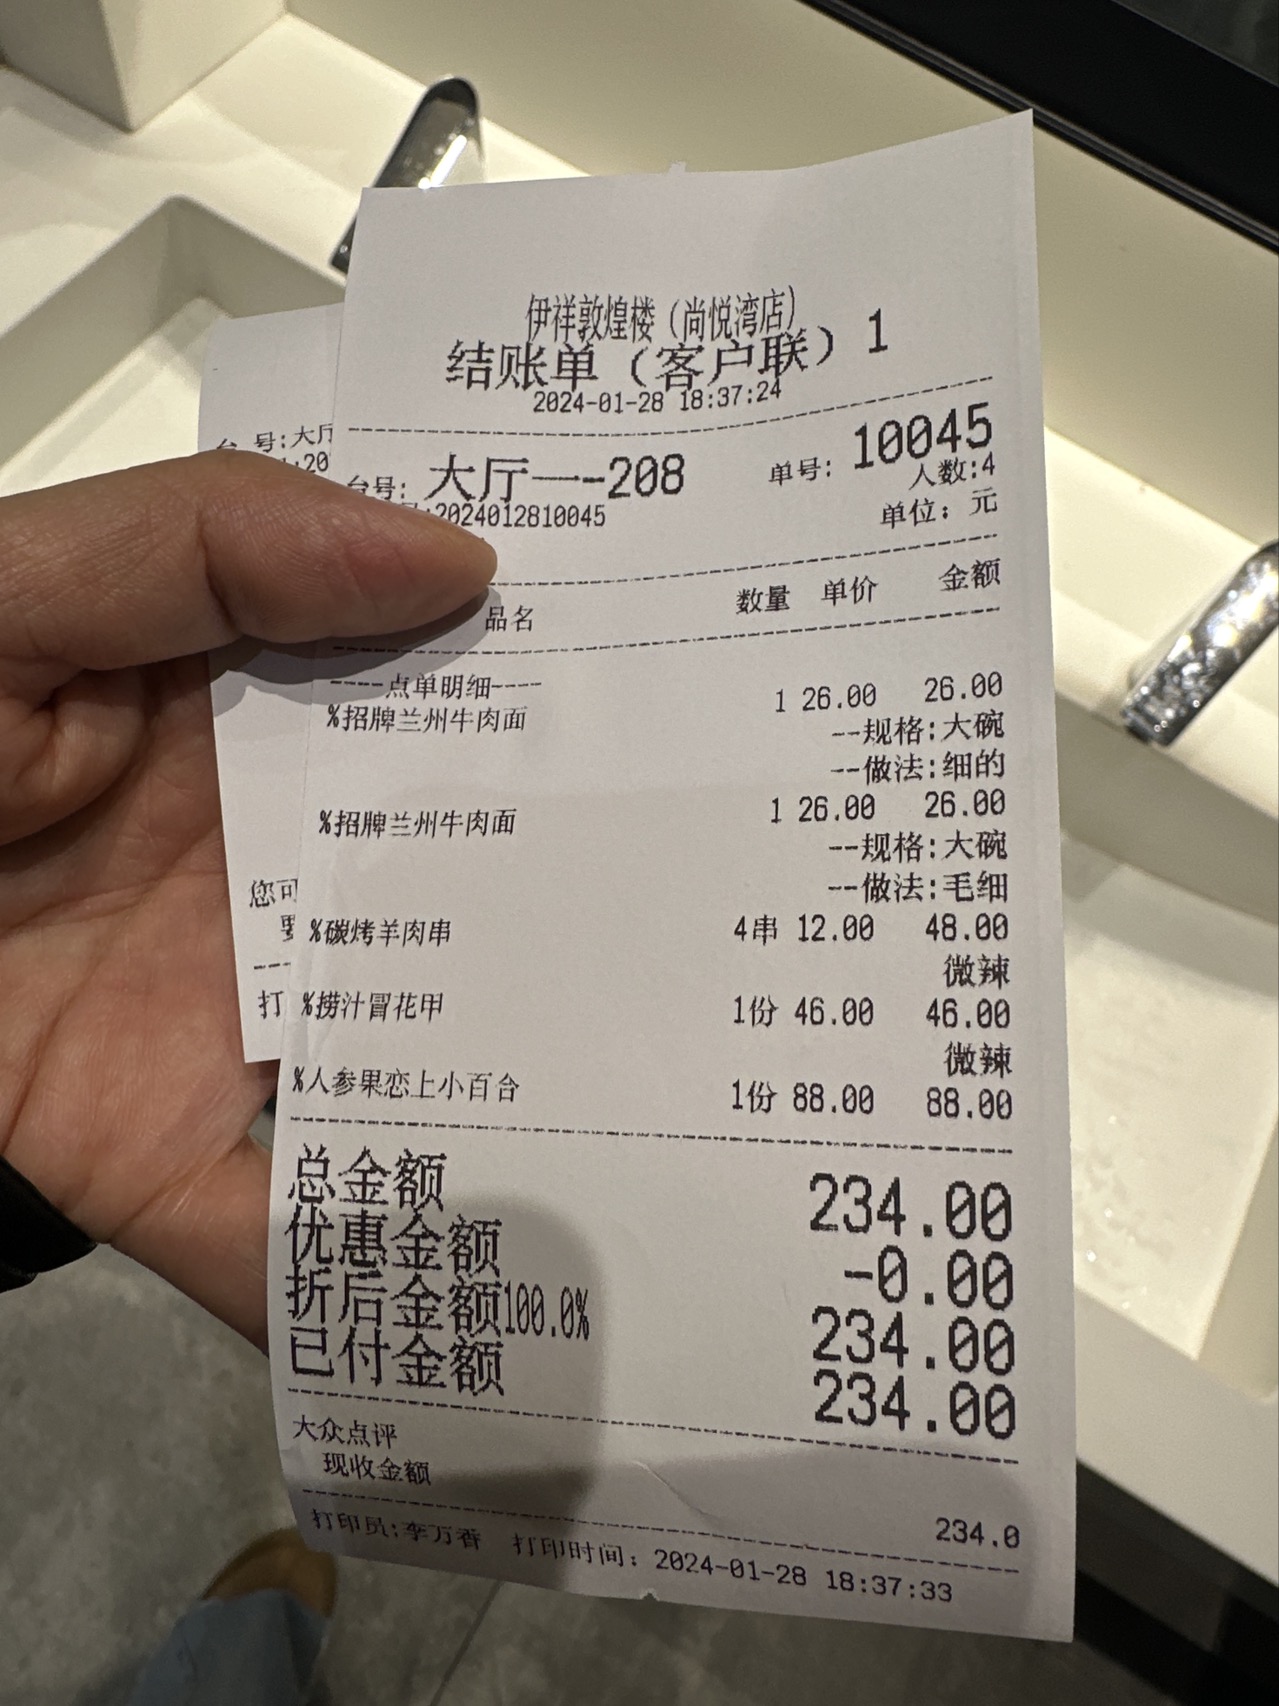 伊祥敦煌楼（尚悦湾店）
结账单（客户联）1
2024-01-28 18:37:24
台号: 大厅一--208 单号: 10045
:2024012810045 人数:4
单位: 元
品名 数量 单价 金额
----点单明细----
%招牌兰州牛肉面 1 26.00 26.00
--规格:大碗
--做法:细的
%招牌兰州牛肉面 1 26.00 26.00
--规格:大碗
--做法:毛细
%碳烤羊肉串 4串 12.00 48.00
微辣
%捞汁冒花甲 1份 46.00 46.00
微辣
%人参果恋上小百合 1份 88.00 88.00
总金额 234.00
优惠金额 -0.00
折后金额100.0% 234.00
已付金额 234.00
大众点评
现收金额 234.0
打印员:李万香 打印时间: 2024-01-28 18:37:33
台 号:大厅
:20
您可
打